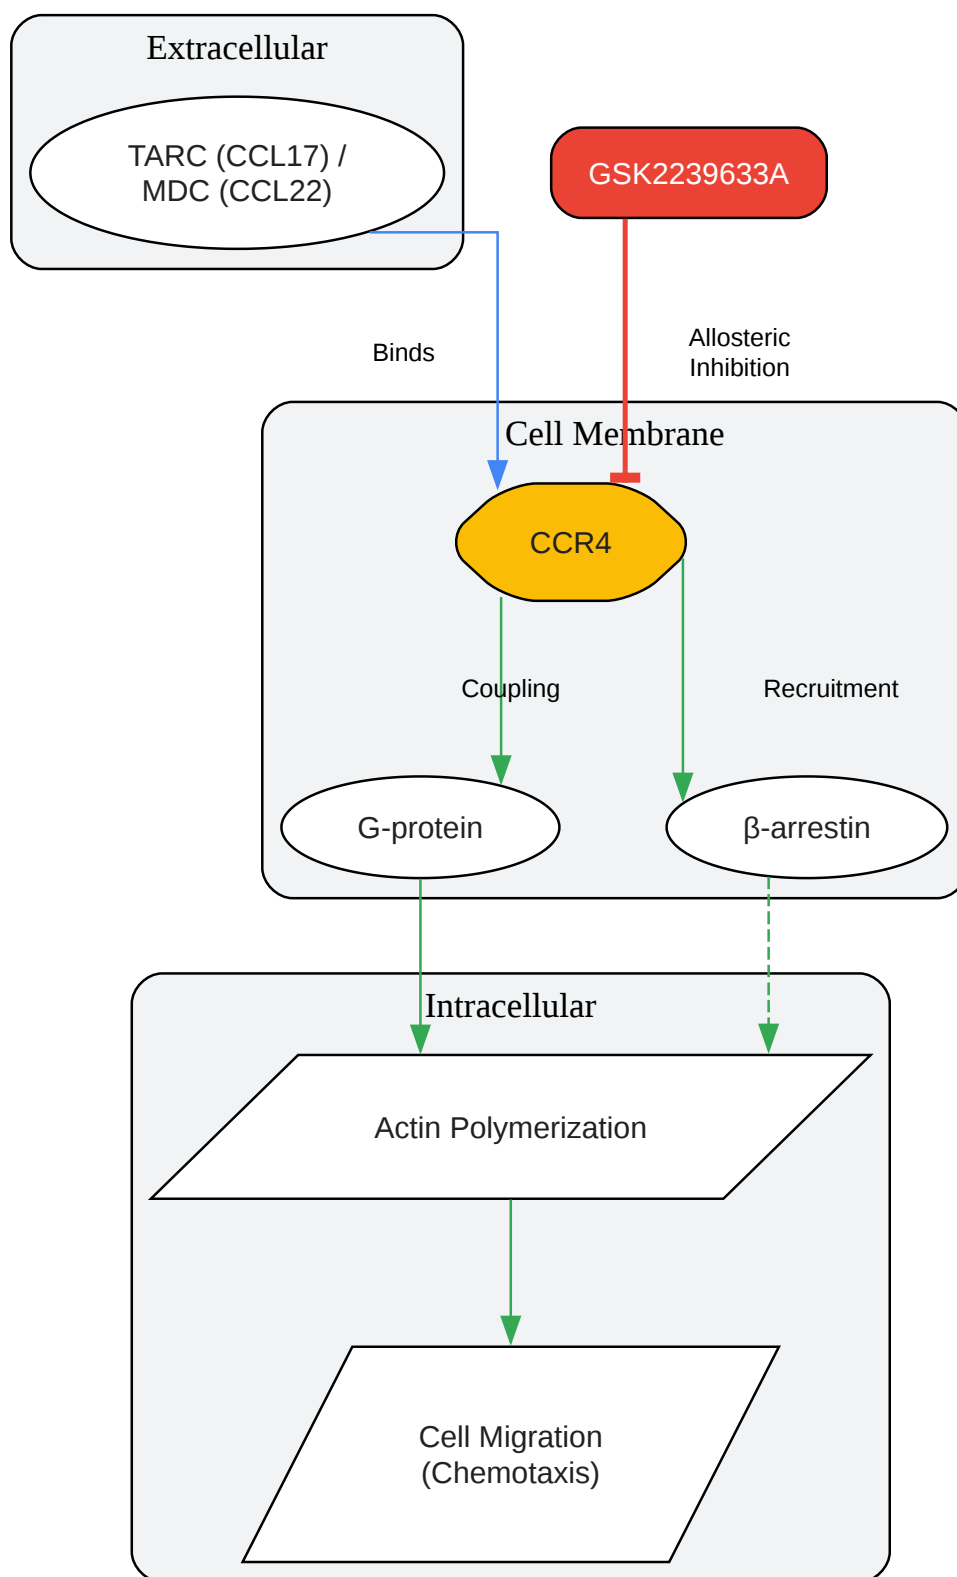 Extracellular
TARC (CCL17) /
MDC (CCL22)
GSK2239633A
Binds
Allosteric
Inhibition
Cell Membrane
CCR4
Coupling
Recruitment
G-protein
β-arrestin
Intracellular
Actin Polymerization
Cell Migration
(Chemotaxis)